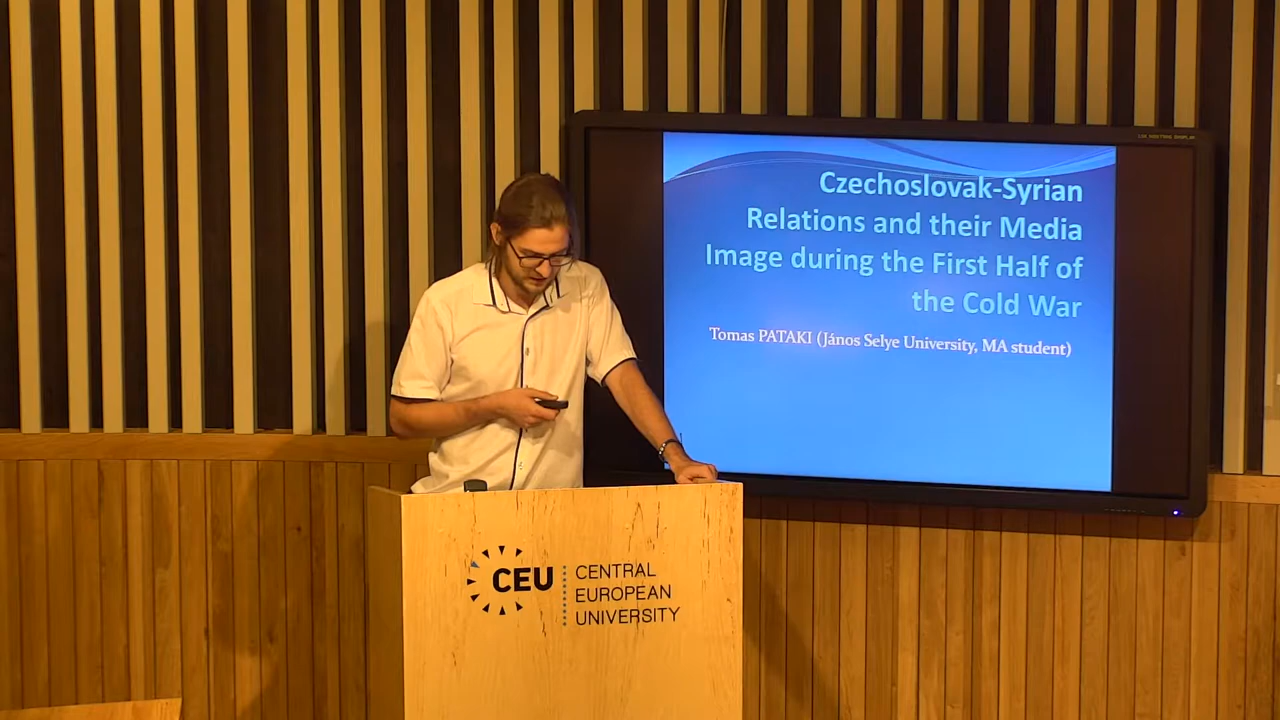 Czechoslovak-Syrian
Relations and their Media
Image during the First Half of
the Cold War
Tomas PATAKI (János Selye University, MA student)
CEU
CENTRAL
EUROPEAN
UNIVERSITY